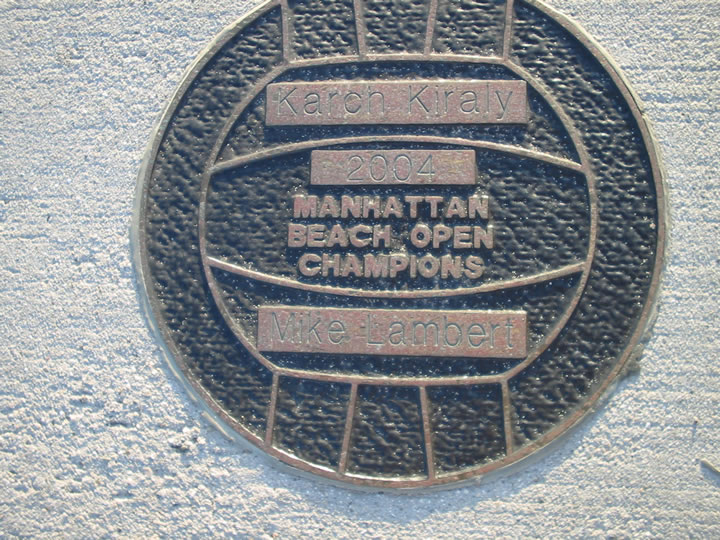 Karch Kiraly
2004
MANHATTAN
BEACH OPEN
CHAMPIONS
Mike Lambert